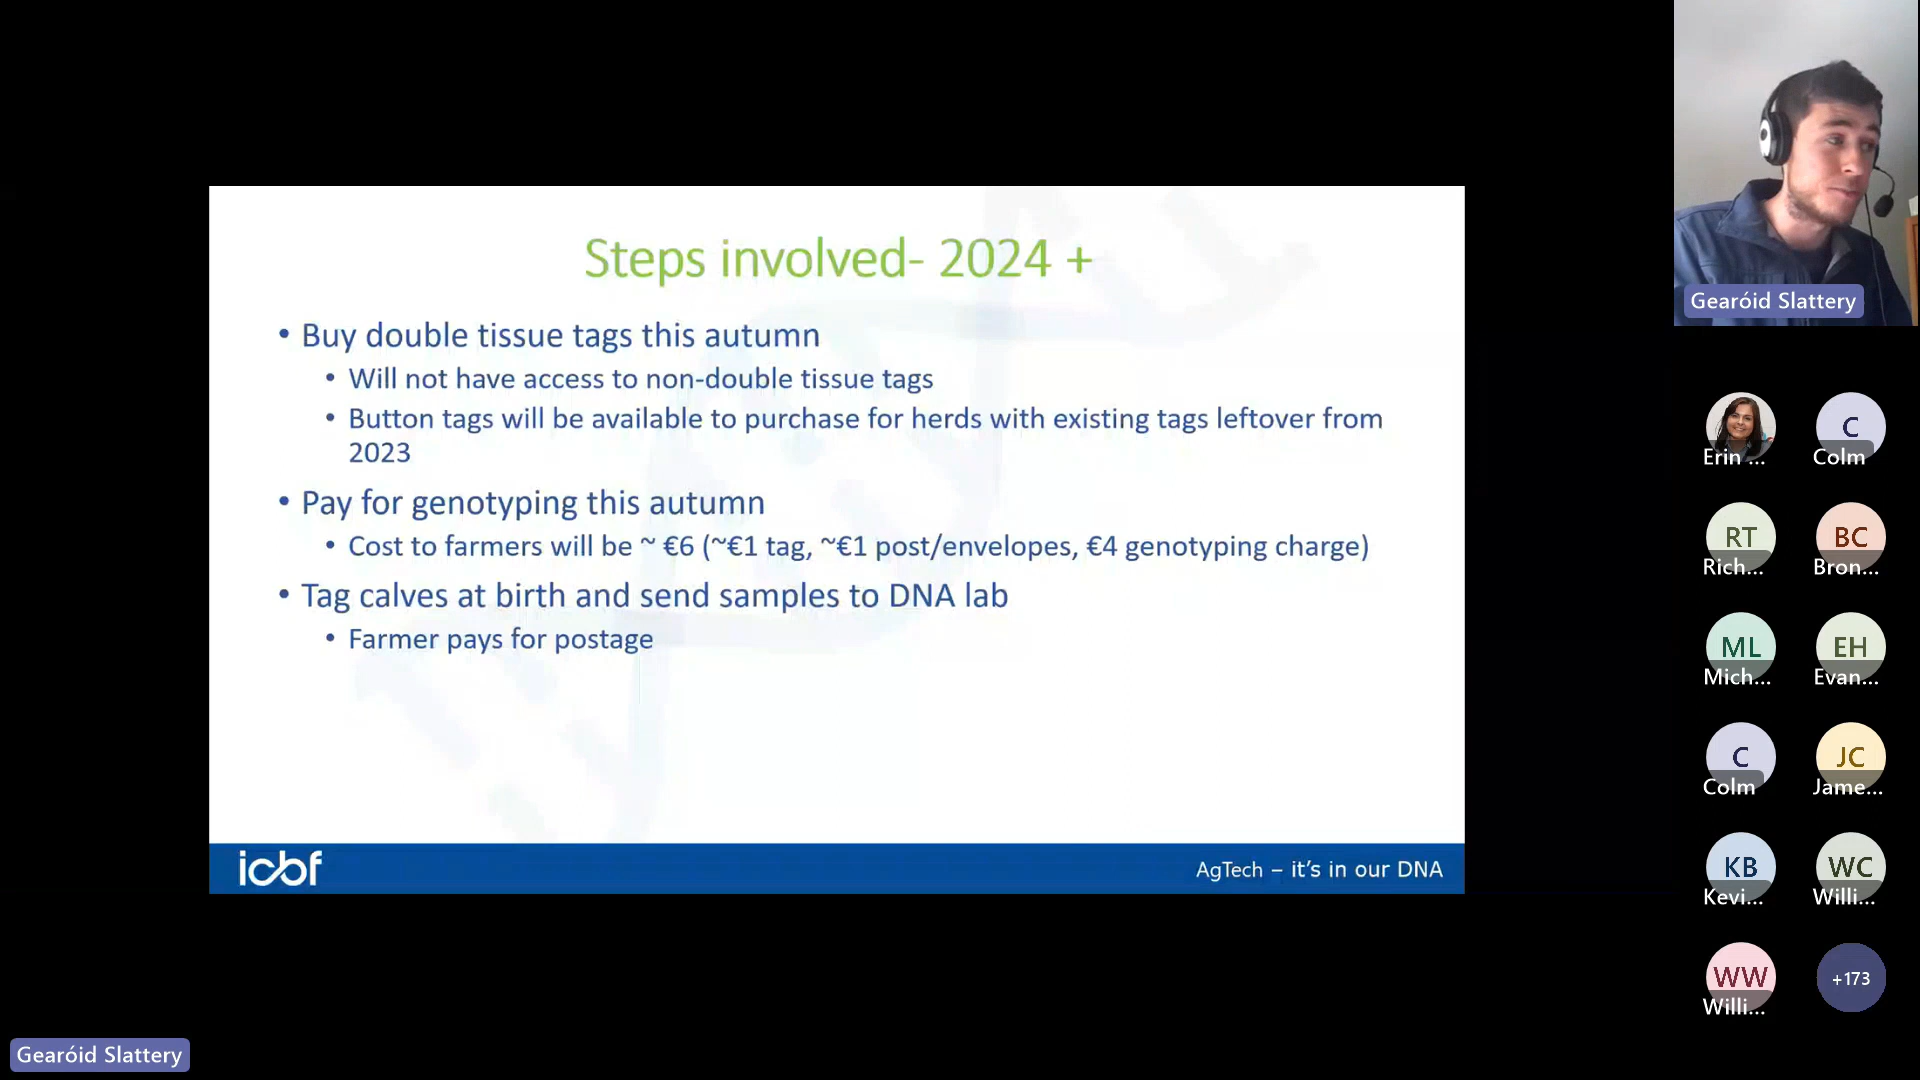 Steps involved- 2024 +
• Buy double tissue tags this autumn
• Will not have access to non-double tissue tags
• Button tags will be available to purchase for herds with existing tags leftover from
2023
• Pay for genotyping this autumn
• Cost to farmers will be ~ €6 (~€1 tag, ~€1 post/envelopes, €4 genotyping charge)
• Tag calves at birth and send samples to DNA lab
• Farmer pays for postage
icbf
AgTech – it's in our DNA
Gearóid Slattery
Erin ...
C
Colm
RT
Rich...
BC
Bron...
ML
Mich...
EH
Evan...
C
Colm
JC
Jame...
KB
Kevi...
WC
Willi...
WW
Willi...
+173
Gearóid Slattery